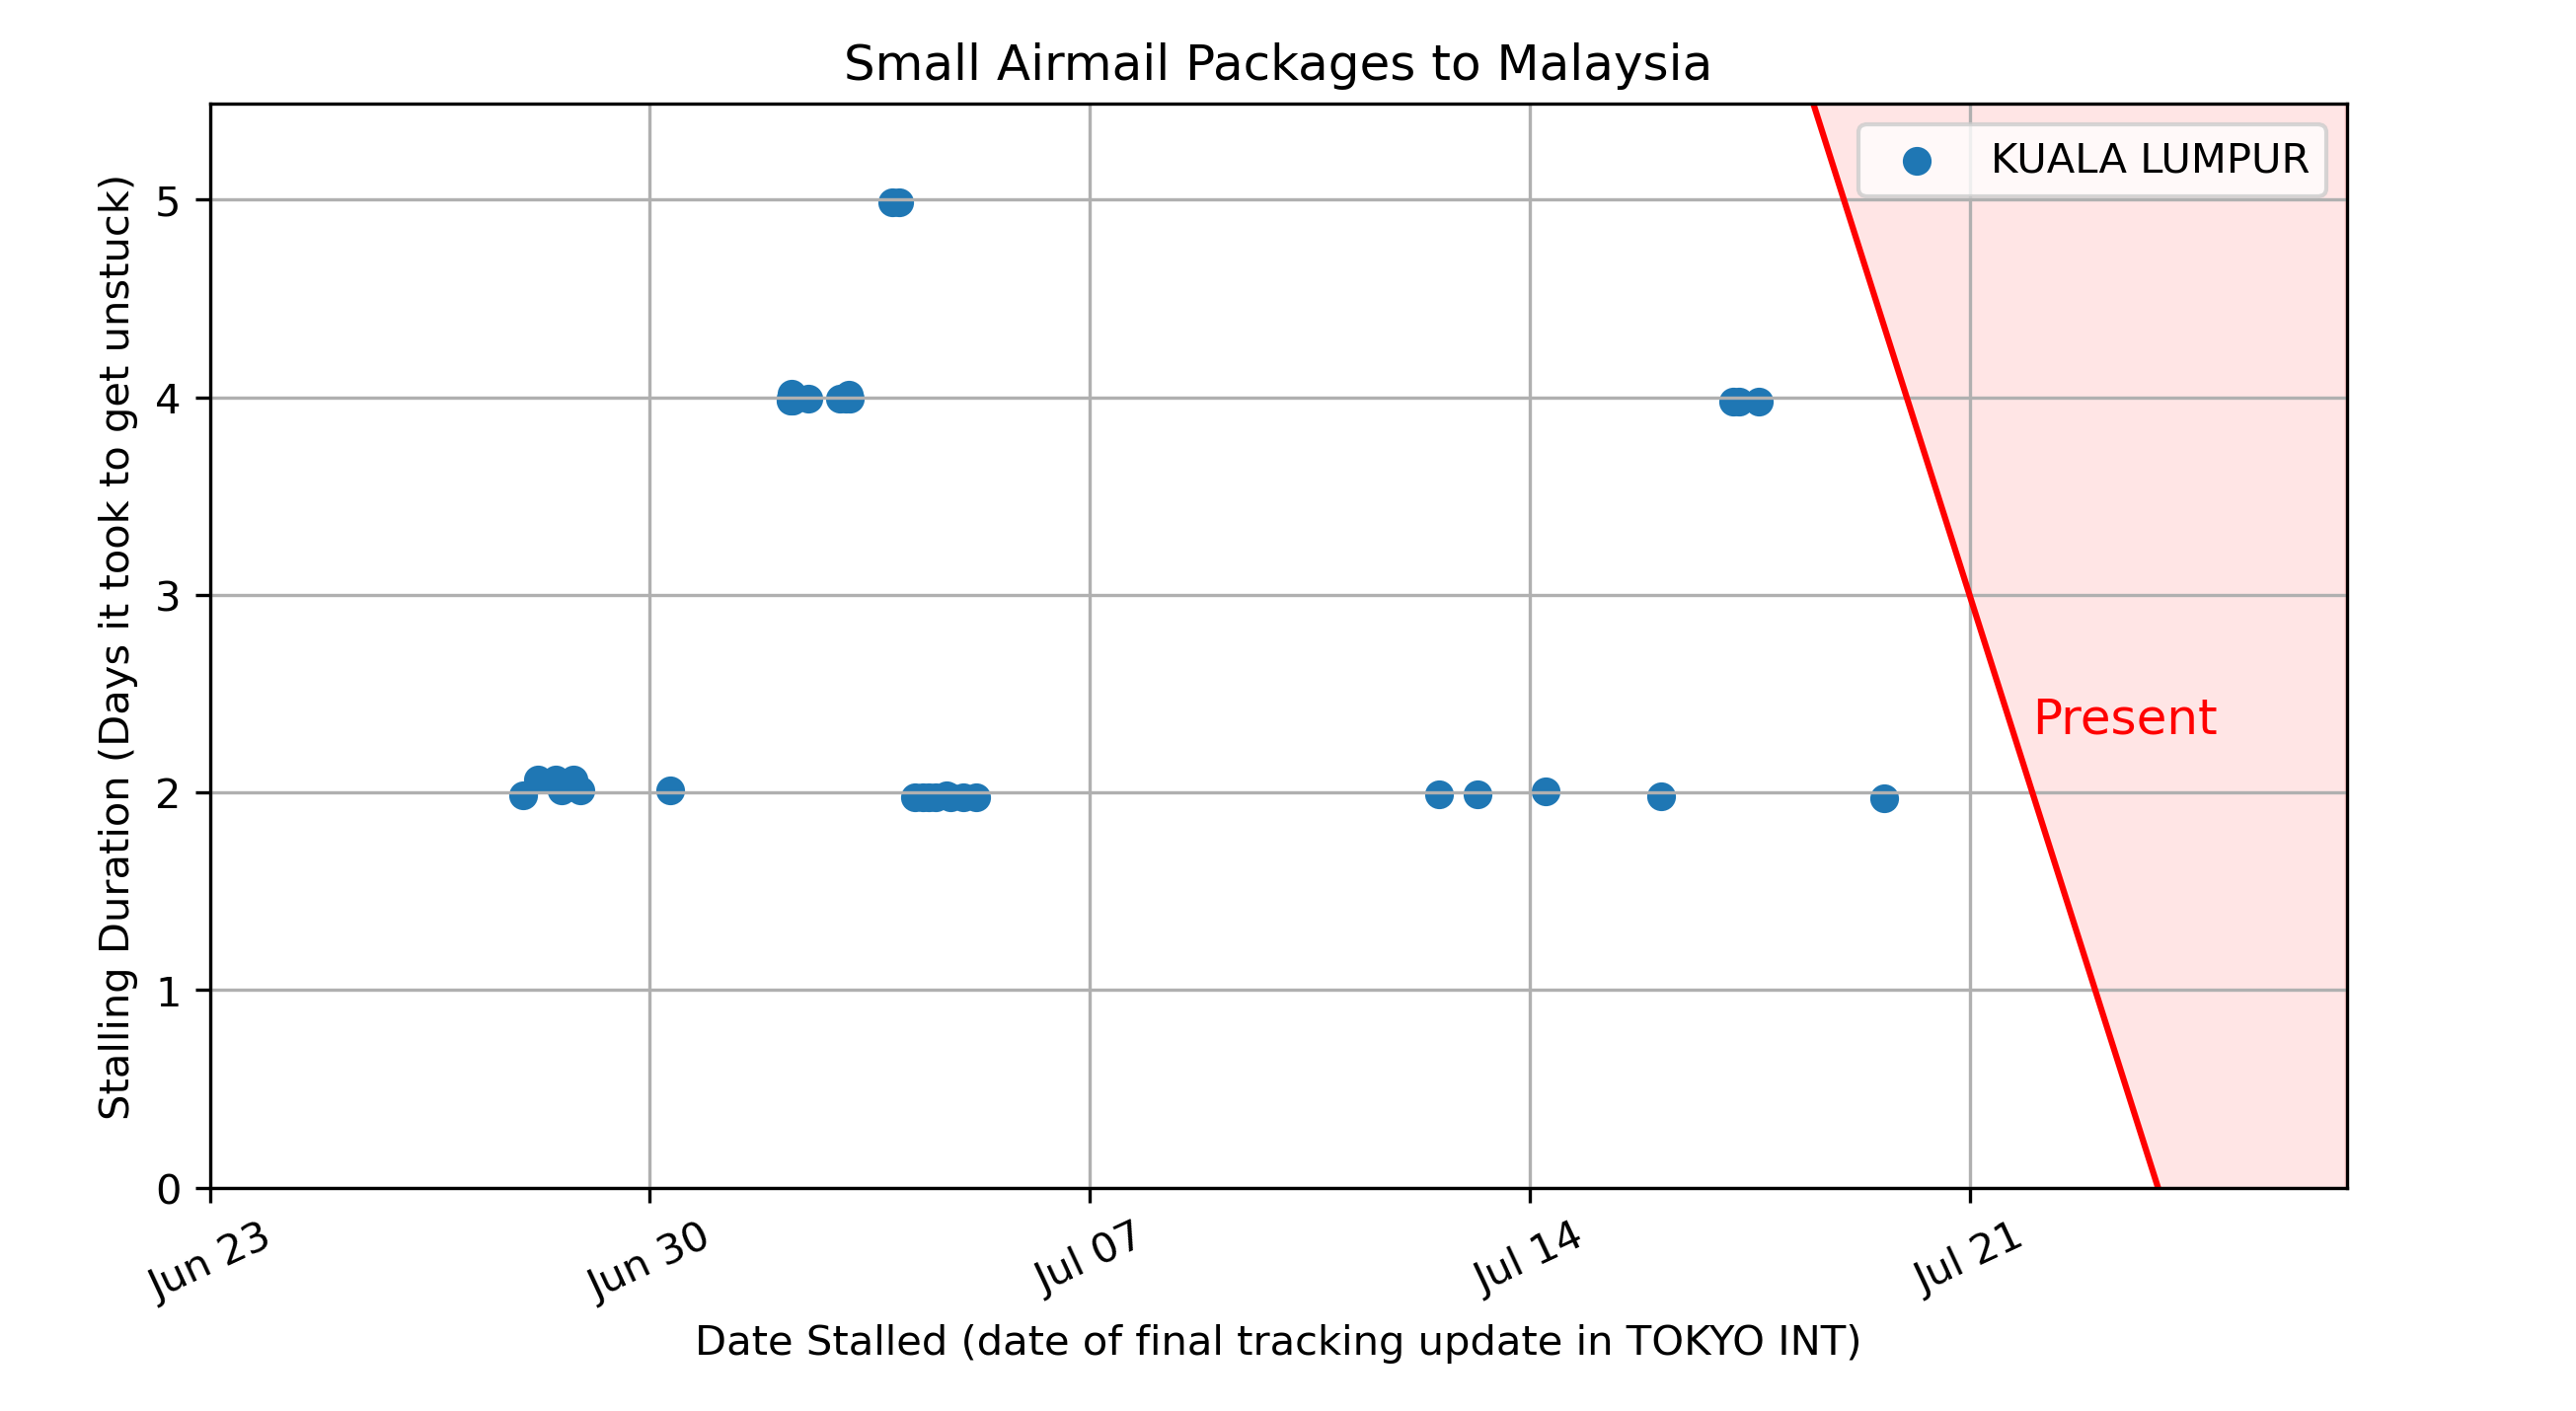 Small Airmail Packages to Malaysia
KUALA LUMPUR
Stalling Duration (Days it took to get unstuck)
5
4
3
2
1
0
Present
Jun 23
Jun 30
Jul 07
Jul 14
Jul 21
Date Stalled (date of final tracking update in TOKYO INT)